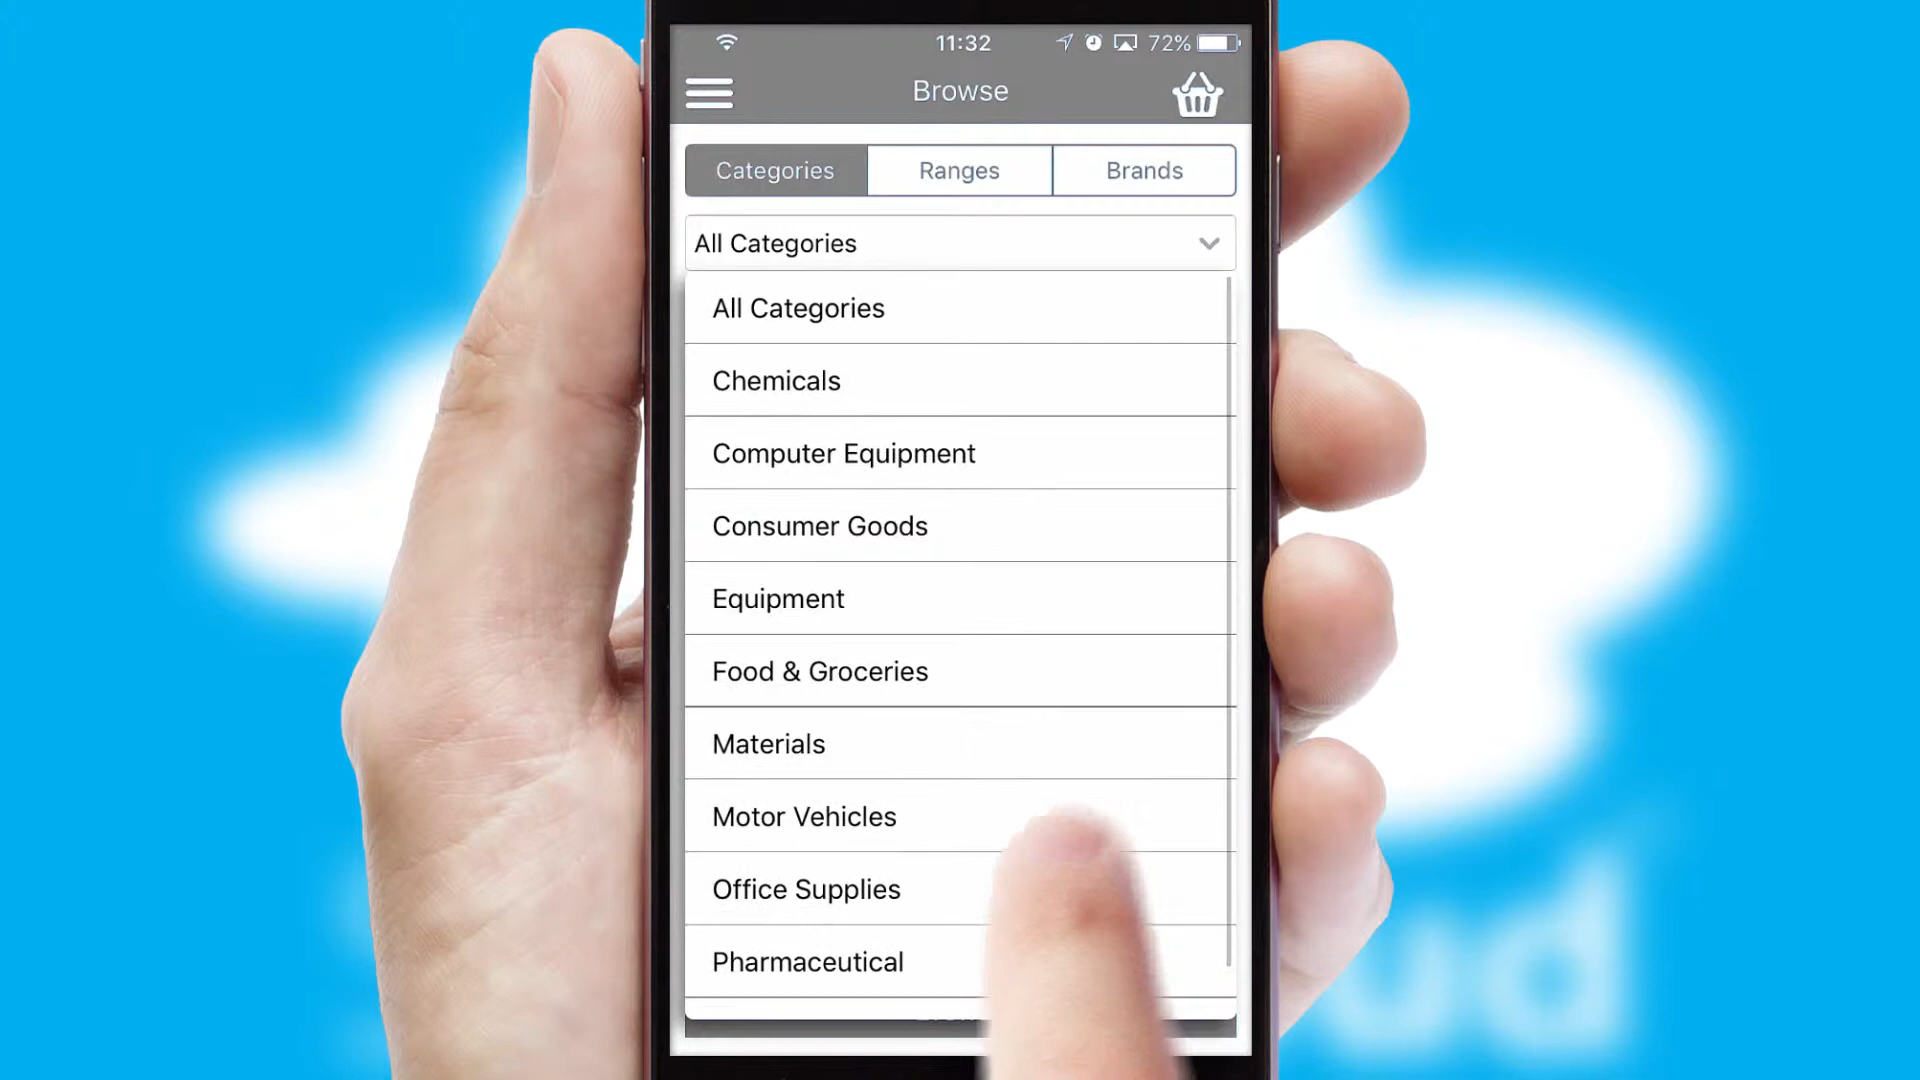 11:32
72%
Browse
Categories
Ranges
Brands
All Categories
All Categories
Chemicals
Computer Equipment
Consumer Goods
Equipment
Food & Groceries
Materials
Motor Vehicles
Office Supplies
Pharmaceutical
ud